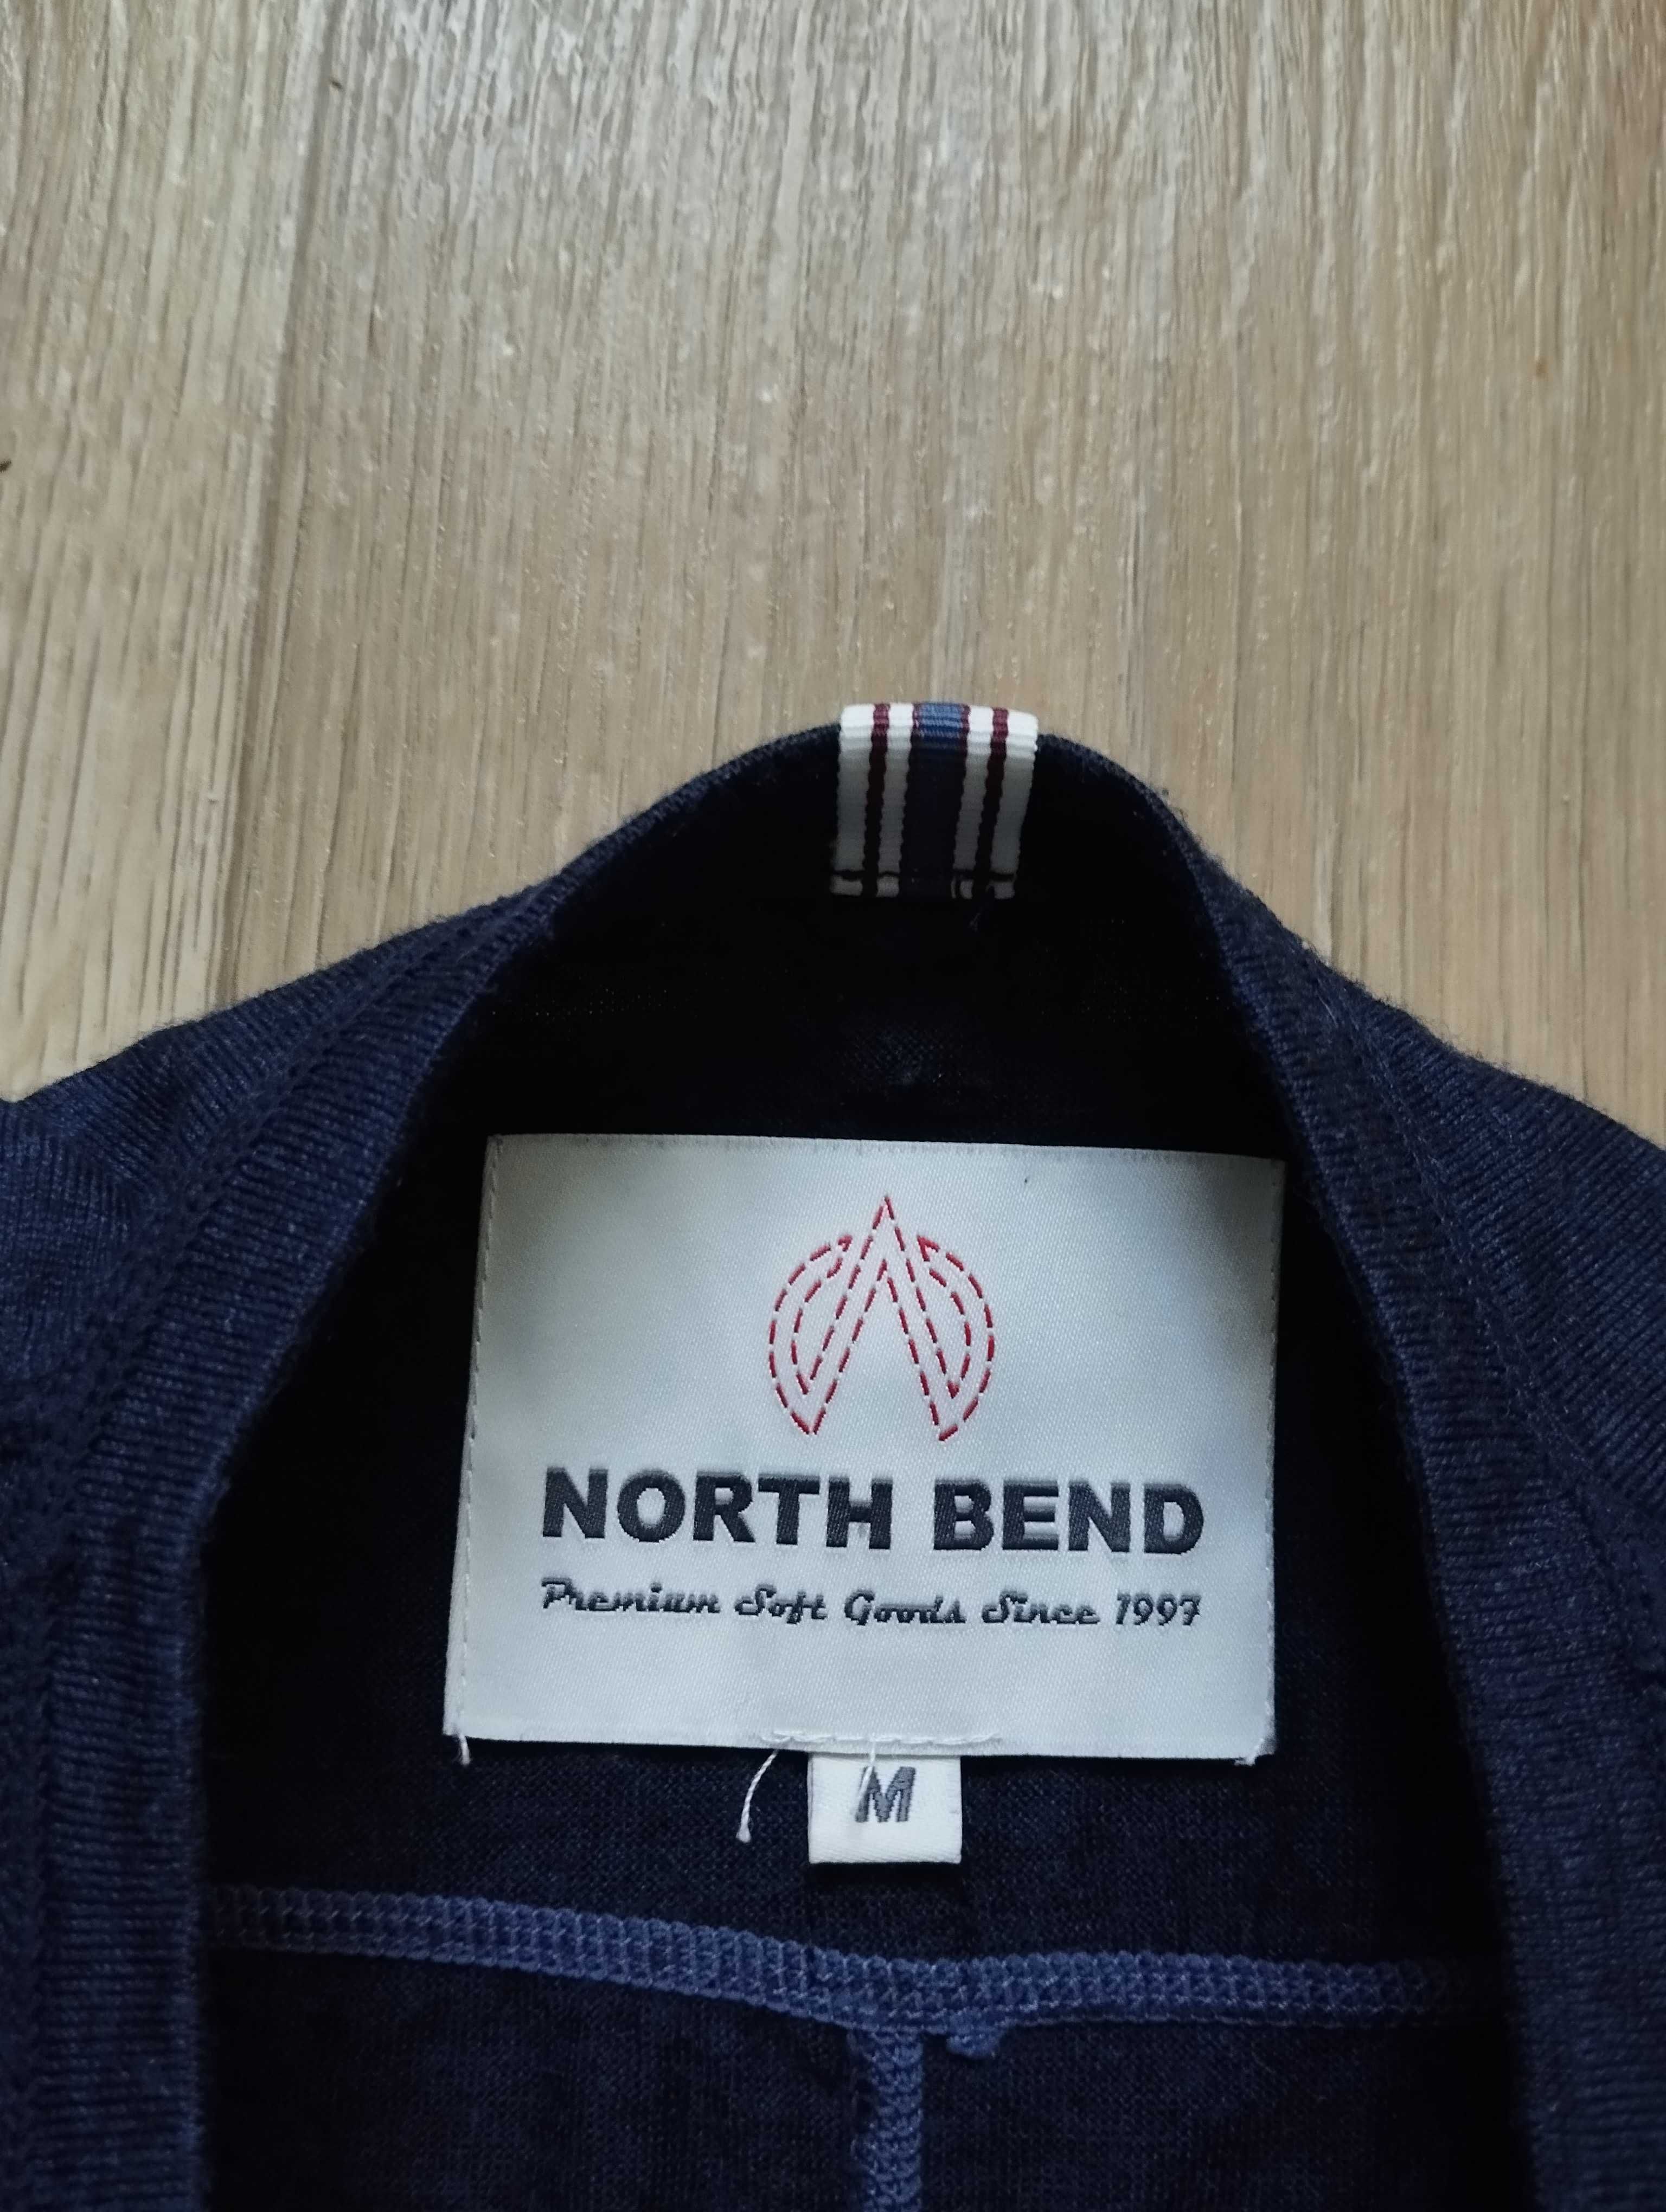 NORTH BEND
Premium Soft Goods Since 1997
M